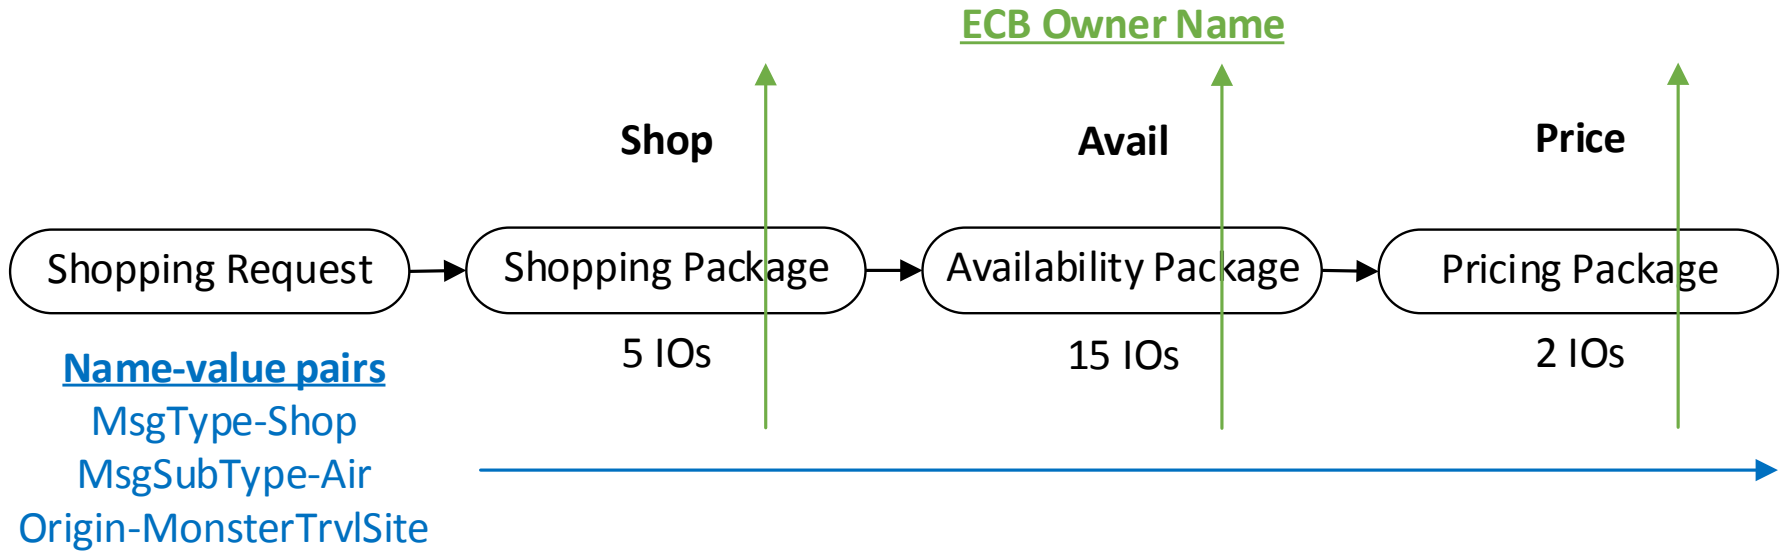 ECB Owner Name
Shop
Avail
Price
Shopping Request
Shopping Package
Availability Package
Pricing Package
5 IOs
15 IOs
2 IOs
Name-value pairs
MsgType-Shop
MsgSubType-Air
Origin-MonsterTrvlSite